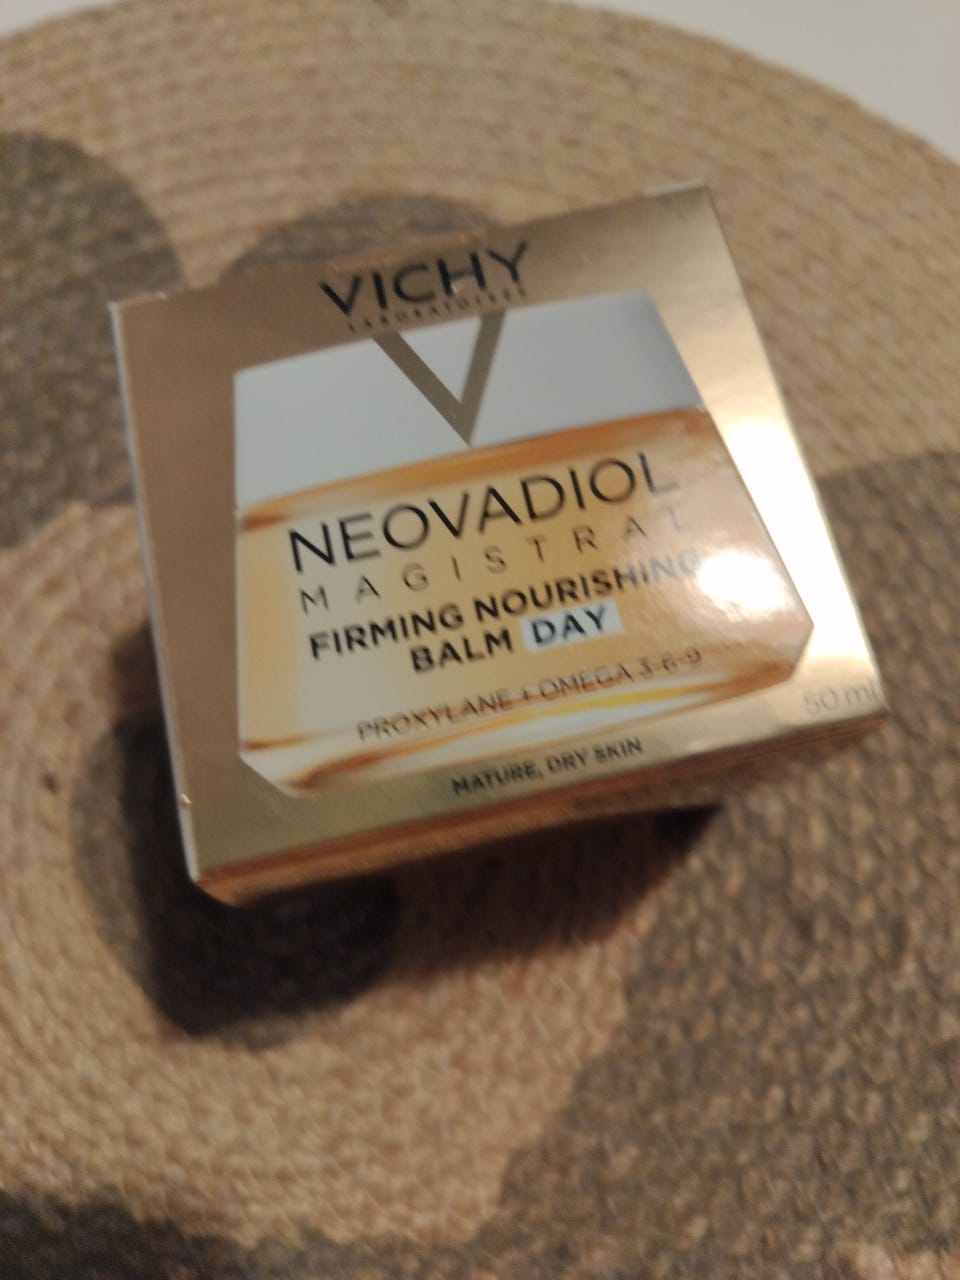 VICHY
LABORATOIRES
NEOVADIOL
MAGISTRAL
FIRMING NOURISHING
BALM DAY
PROXYLANE + OMEGA 3-6-9
MATURE, DRY SKIN
50 ml